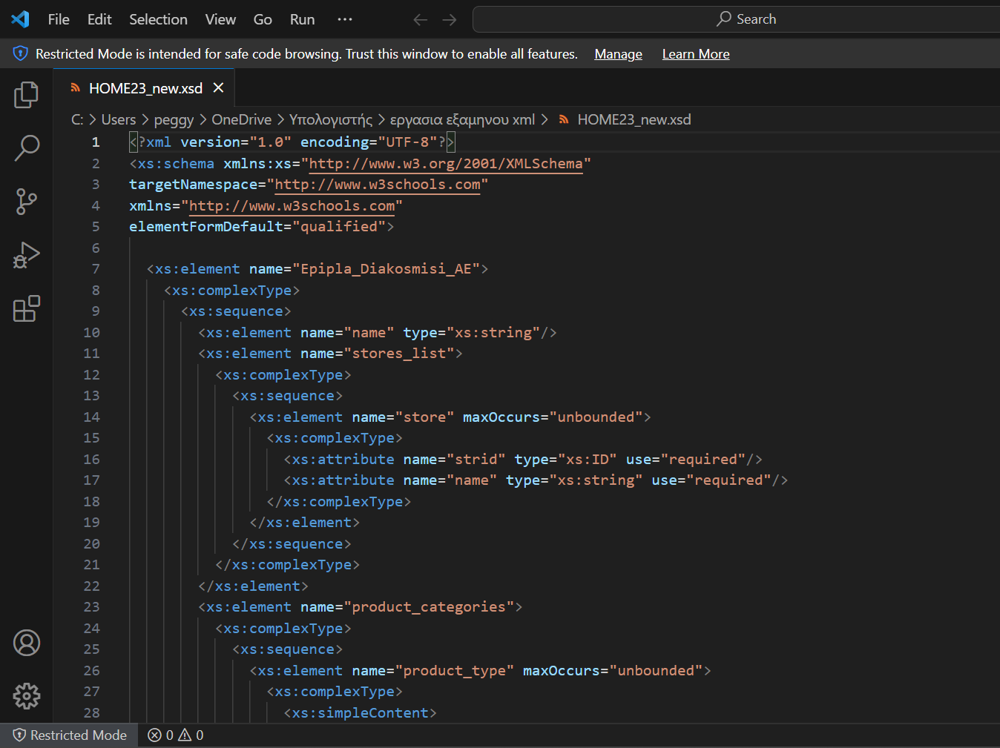 File Edit Selection View Go Run ··· Search
Restricted Mode is intended for safe code browsing. Trust this window to enable all features. Manage Learn More
HOME23_new.xsd
C: > Users > peggy > OneDrive > Υπολογιστής > εργασια εξαμηνου xml > HOME23_new.xsd
1 <?xml version="1.0" encoding="UTF-8"?>
2 <xs:schema xmlns:xs="http://www.w3.org/2001/XMLSchema"
3 targetNamespace="http://www.w3schools.com"
4 xmlns="http://www.w3schools.com"
5 elementFormDefault="qualified">
6
7 <xs:element name="Epipla_Diakosmisi_AE">
8 <xs:complexType>
9 <xs:sequence>
10 <xs:element name="name" type="xs:string"/>
11 <xs:element name="stores_list">
12 <xs:complexType>
13 <xs:sequence>
14 <xs:element name="store" maxOccurs="unbounded">
15 <xs:complexType>
16 <xs:attribute name="strid" type="xs:ID" use="required"/>
17 <xs:attribute name="name" type="xs:string" use="required"/>
18 </xs:complexType>
19 </xs:element>
20 </xs:sequence>
21 </xs:complexType>
22 </xs:element>
23 <xs:element name="product_categories">
24 <xs:complexType>
25 <xs:sequence>
26 <xs:element name="product_type" maxOccurs="unbounded">
27 <xs:complexType>
28 <xs:simpleContent>
Restricted Mode 0 0